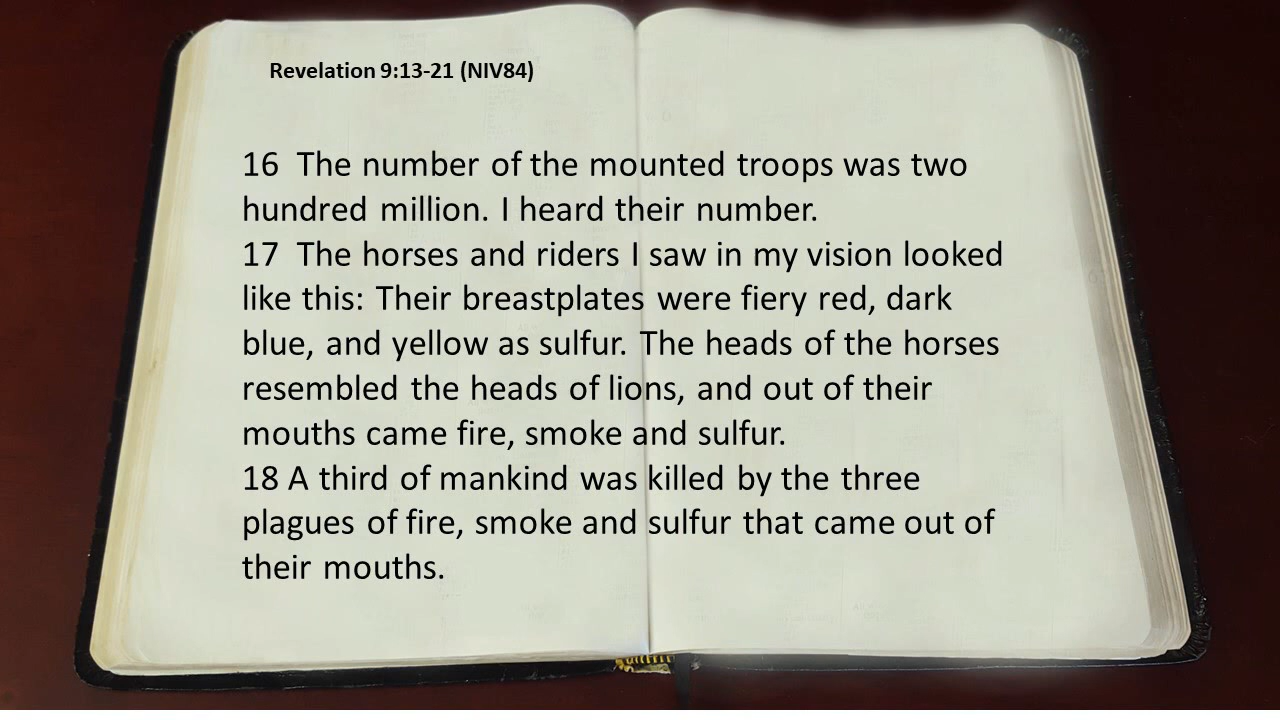 Revelation 9:13-21 (NIV84)
16 The number of the mounted troops was two
hundred million. I heard their number.
17 The horses and riders I saw in my vision looked
like this: Their breastplates were fiery red, dark
blue, and yellow as sulfur. The heads of the horses
resembled the heads of lions, and out of their
mouths came fire, smoke and sulfur.
18 A third of mankind was killed by the three
plagues of fire, smoke and sulfur that came out of
their mouths.